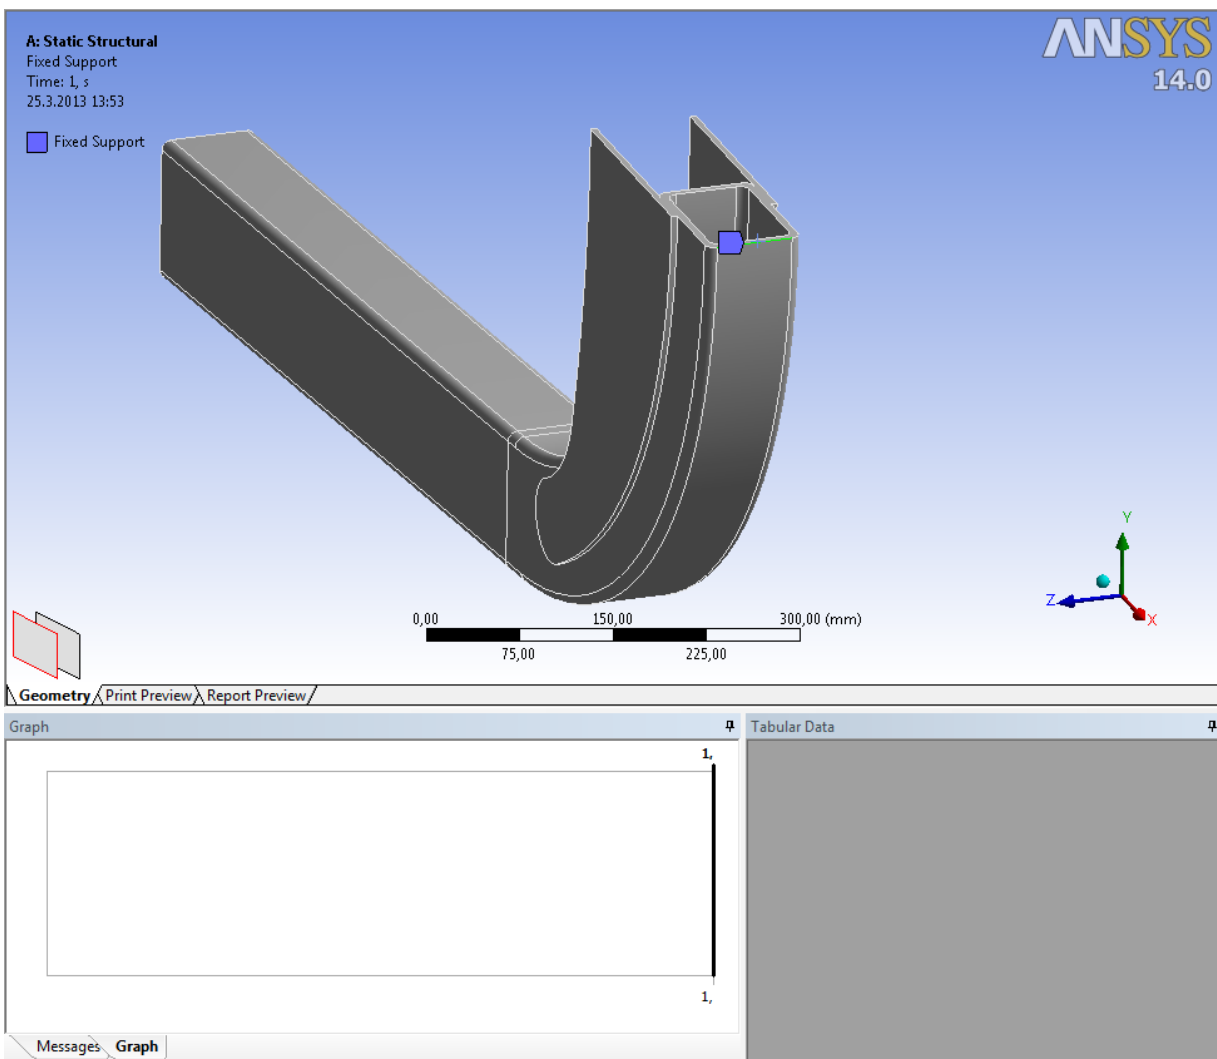 A: Static Structural
Fixed Support
Time: 1, s
25.3.2013 13:53
Fixed Support
ANSYS
14.0
Y
Z
X
0,00 150,00 300,00 (mm)
75,00 225,00
Geometry Print Preview Report Preview
Graph
1,
1,
Messages Graph
Tabular Data